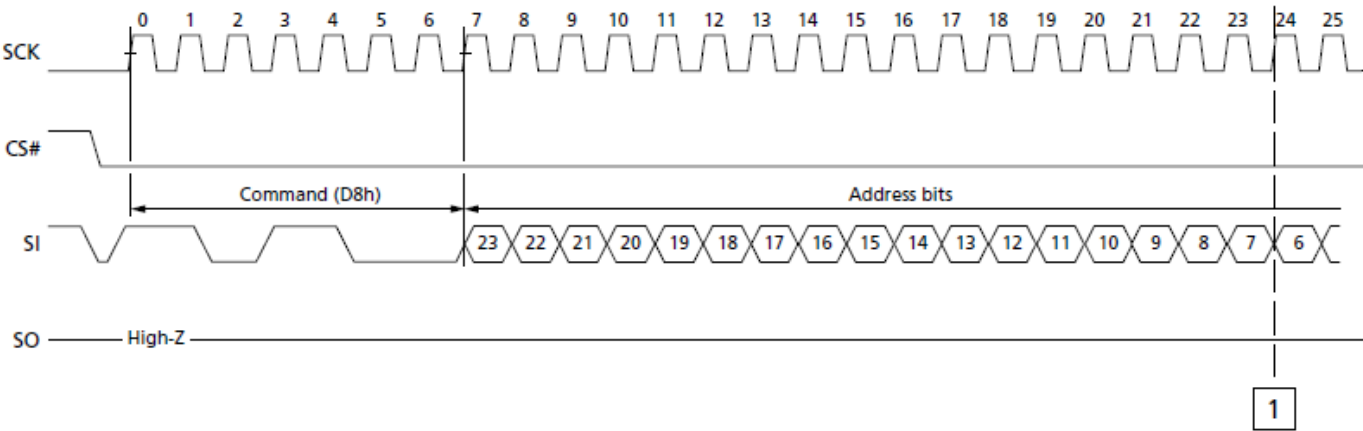 0 1 2 3 4 5 6 7 8 9 10 11 12 13 14 15 16 17 18 19 20 21 22 23 24 25
SCK
CS#
Command (D8h) Address bits
SI 23 22 21 20 19 18 17 16 15 14 13 12 11 10 9 8 7 6
SO High-Z
1